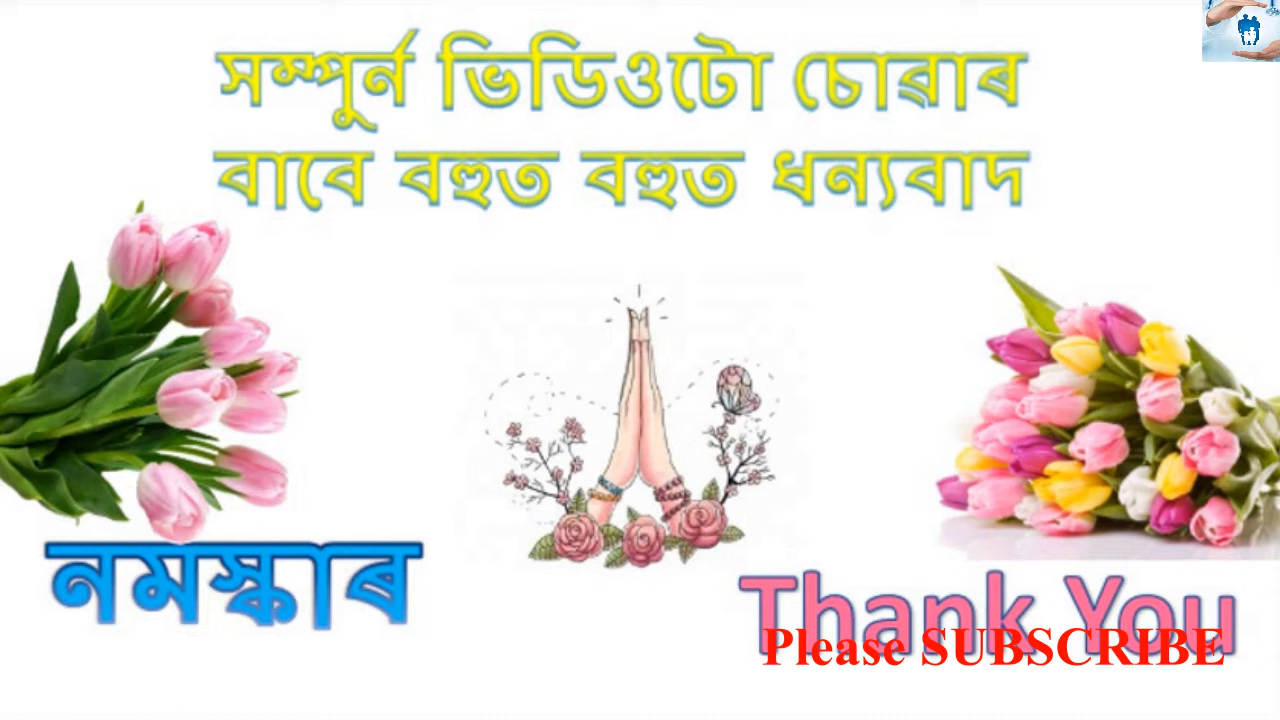 সম্পুৰ্ন ভিডিওটো চোৱাৰ
বাবে বহুত বহুত ধন্যবাদ
নমস্কাৰ
Thank You
Please SUBSCRIBE